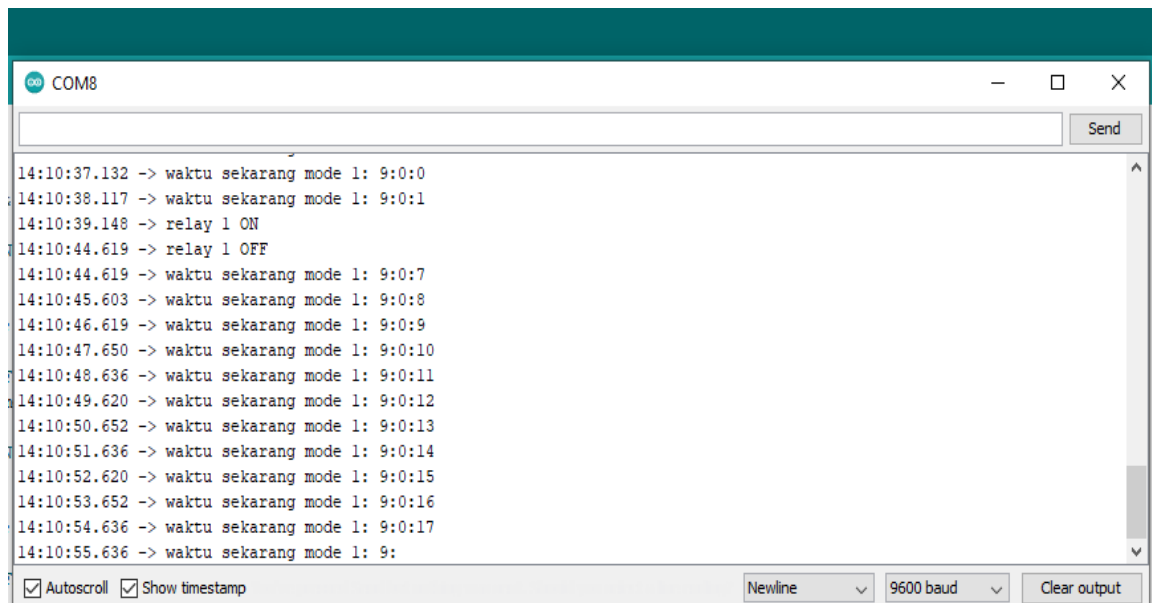 COM8
Send
14:10:37.132 -> waktu sekarang mode 1: 9:0:0
14:10:38.117 -> waktu sekarang mode 1: 9:0:1
14:10:39.148 -> relay 1 ON
14:10:44.619 -> relay 1 OFF
14:10:44.619 -> waktu sekarang mode 1: 9:0:7
14:10:45.603 -> waktu sekarang mode 1: 9:0:8
14:10:46.619 -> waktu sekarang mode 1: 9:0:9
14:10:47.650 -> waktu sekarang mode 1: 9:0:10
14:10:48.636 -> waktu sekarang mode 1: 9:0:11
14:10:49.620 -> waktu sekarang mode 1: 9:0:12
14:10:50.652 -> waktu sekarang mode 1: 9:0:13
14:10:51.636 -> waktu sekarang mode 1: 9:0:14
14:10:52.620 -> waktu sekarang mode 1: 9:0:15
14:10:53.652 -> waktu sekarang mode 1: 9:0:16
14:10:54.636 -> waktu sekarang mode 1: 9:0:17
14:10:55.636 -> waktu sekarang mode 1: 9:
Autoscroll Show timestamp Newline 9600 baud Clear output